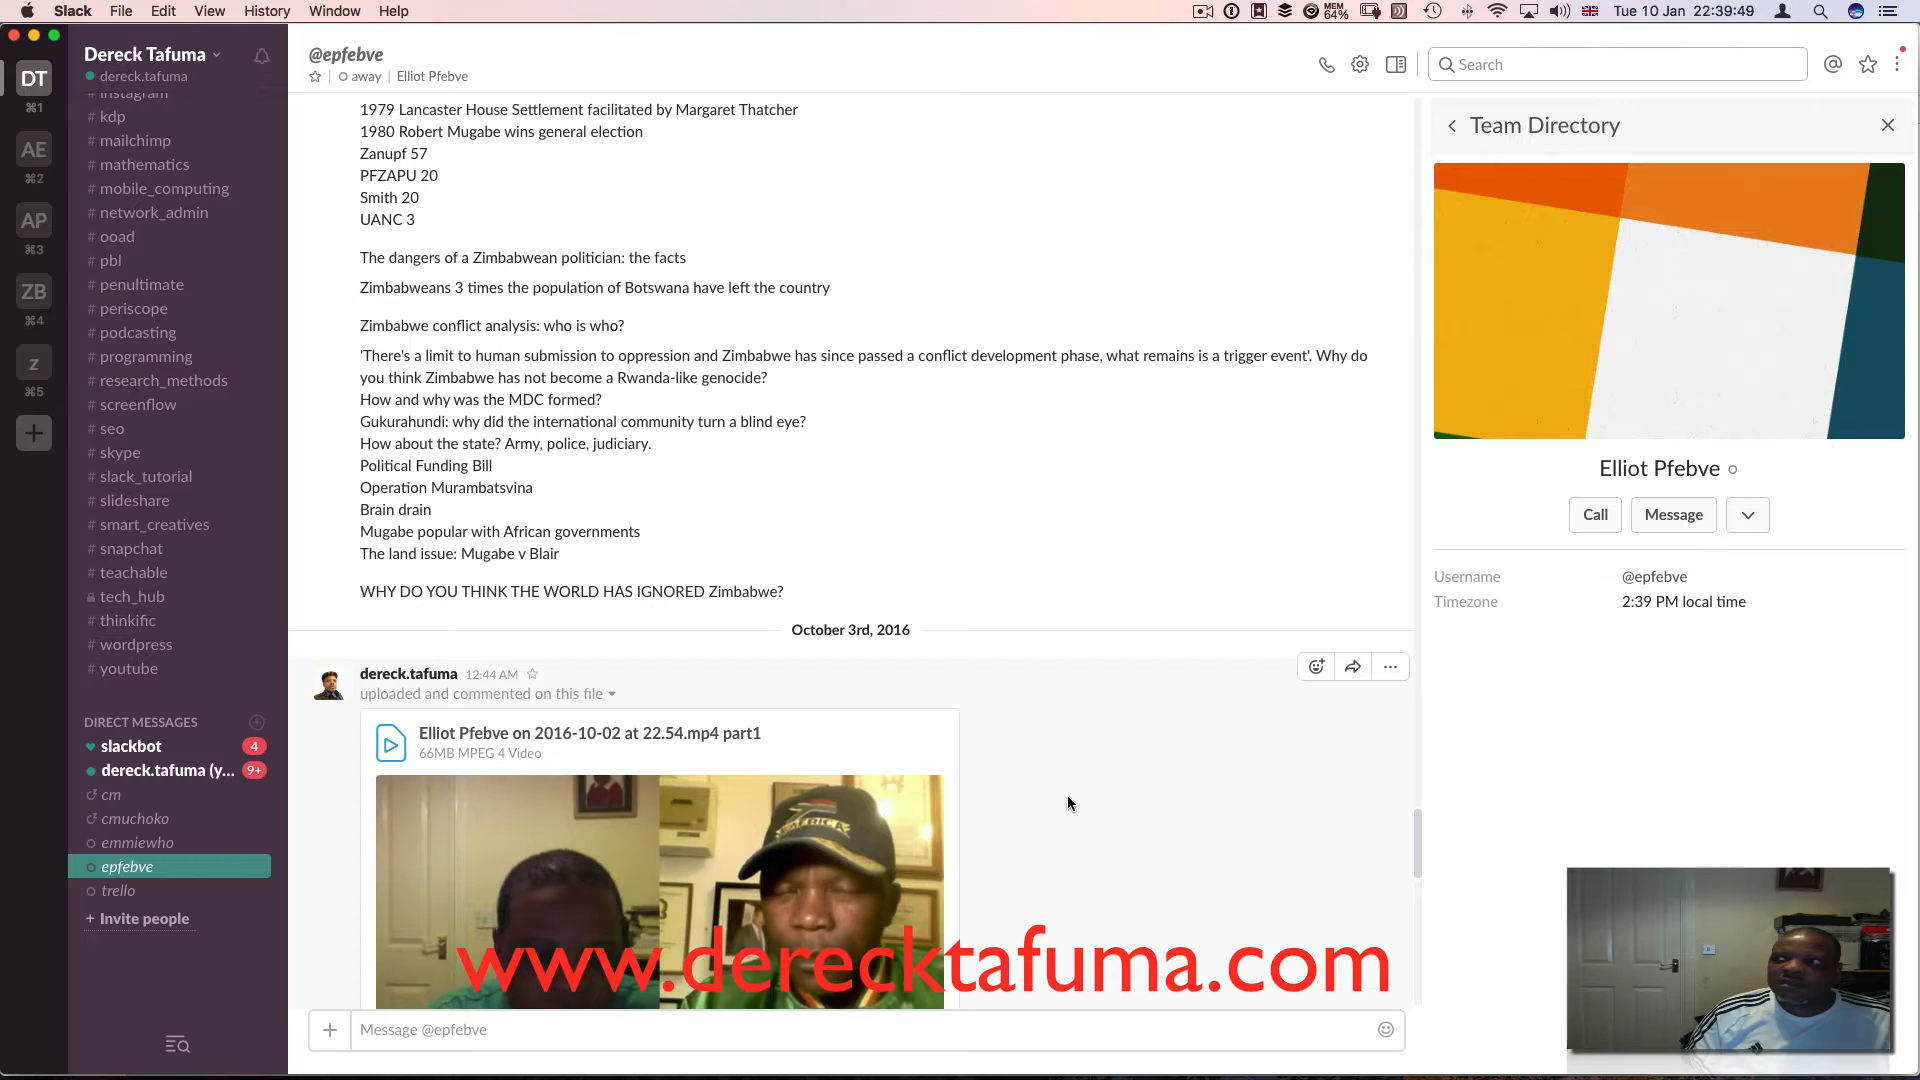 Slack File Edit View History Window Help
MEM
64%
Tue 10 Jan 22:39:49
DT
⌘1
AE
⌘2
AP
⌘3
ZB
⌘4
z
⌘5
+
Dereck Tafuma
dereck.tafuma
# instagram
# kdp
# mailchimp
# mathematics
# mobile_computing
# network_admin
# ooad
# pbl
# penultimate
# periscope
# podcasting
# programming
# research_methods
# screenflow
# seo
# skype
# slack_tutorial
# slideshare
# smart_creatives
# snapchat
# teachable
tech_hub
# thinkific
# wordpress
# youtube
DIRECT MESSAGES
slackbot 4
dereck.tafuma (y... 9+
cm
cmuchoko
emmiewho
epfebve
trello
+ Invite people
@epfebve
away | Elliot Pfebve
Search
1979 Lancaster House Settlement facilitated by Margaret Thatcher
1980 Robert Mugabe wins general election
Zanupf 57
PFZAPU 20
Smith 20
UANC 3
The dangers of a Zimbabwean politician: the facts
Zimbabweans 3 times the population of Botswana have left the country
Zimbabwe conflict analysis: who is who?
'There's a limit to human submission to oppression and Zimbabwe has since passed a conflict development phase, what remains is a trigger event'. Why do
you think Zimbabwe has not become a Rwanda-like genocide?
How and why was the MDC formed?
Gukurahundi: why did the international community turn a blind eye?
How about the state? Army, police, judiciary.
Political Funding Bill
Operation Murambatsvina
Brain drain
Mugabe popular with African governments
The land issue: Mugabe v Blair
WHY DO YOU THINK THE WORLD HAS IGNORED Zimbabwe?
October 3rd, 2016
dereck.tafuma 12:44 AM
uploaded and commented on this file
Elliot Pfebve on 2016-10-02 at 22.54.mp4 part1
66MB MPEG 4 Video
www.derecktafuma.com
Message @epfebve
Team Directory
Elliot Pfebve
Call Message
Username @epfebve
Timezone 2:39 PM local time